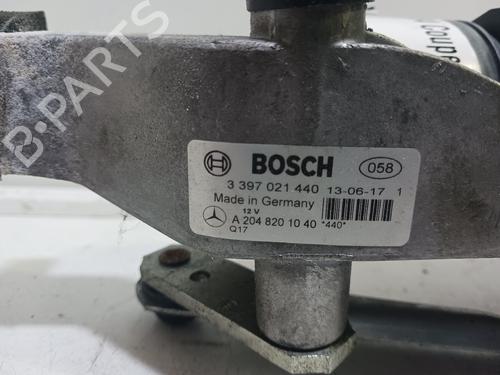 Coupe
B-PARTS
BOSCH 058
3 397 021 440 13-06-17 1
Made in Germany
12 V
A 204 820 10 40 *440*
Q17